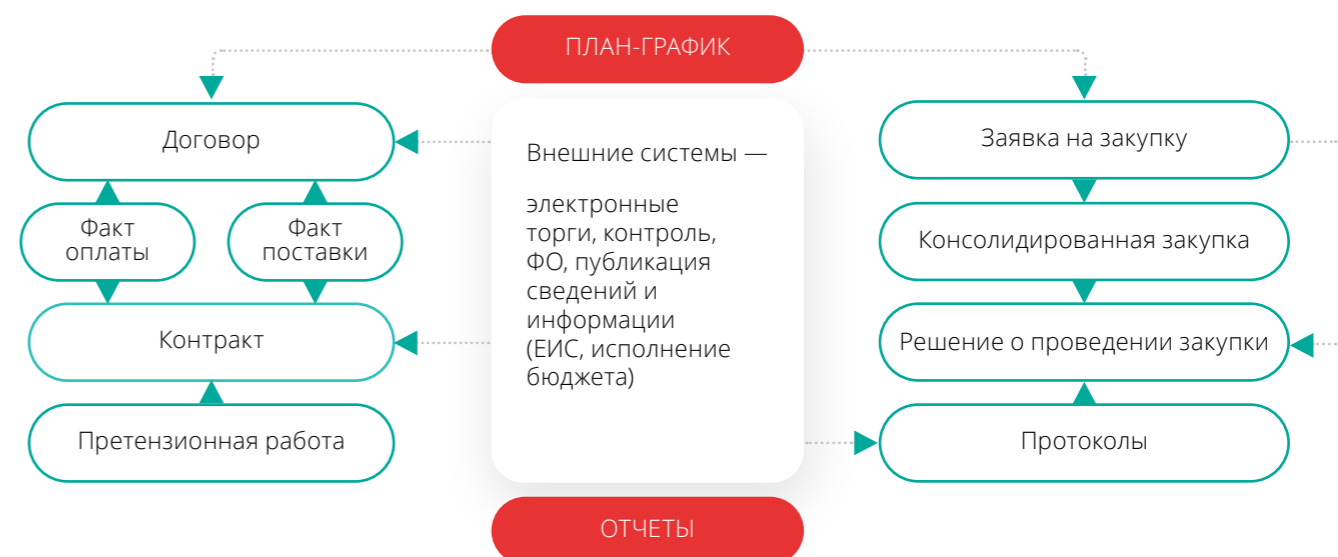 ПЛАН-ГРАФИК
Договор
Факт
оплаты
Факт
поставки
Контракт
Претензионная работа
Внешние системы —
электронные
торги, контроль,
ФО, публикация
сведений и
информации
(ЕИС, исполнение
бюджета)
Заявка на закупку
Консолидированная закупка
Решение о проведении закупки
Протоколы
ОТЧЕТЫ